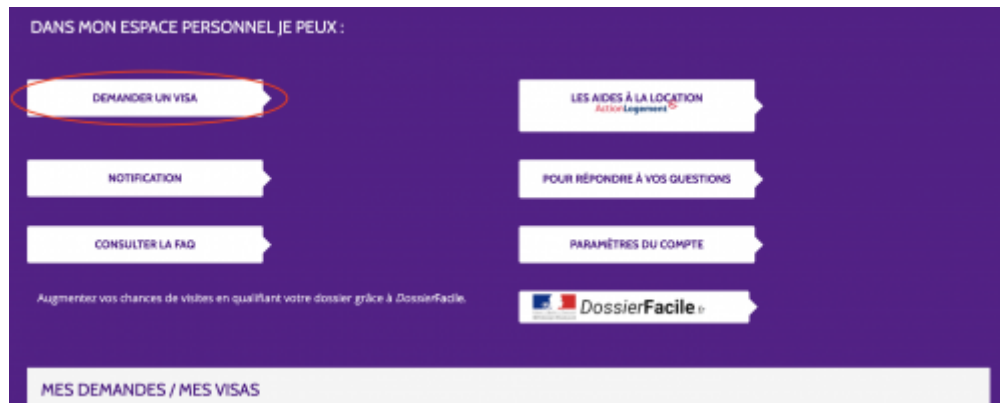 DANS MON ESPACE PERSONNEL JE PEUX :
DEMANDER UN VISA
LES AIDES À LA LOCATION
ActionLogement
NOTIFICATION
POUR RÉPONDRE À VOS QUESTIONS
CONSULTER LA FAQ
PARAMÈTRES DU COMPTE
Augmentez vos chances de visites en qualifiant votre dossier grâce à DossierFacile.
DossierFacile
MES DEMANDES / MES VISAS